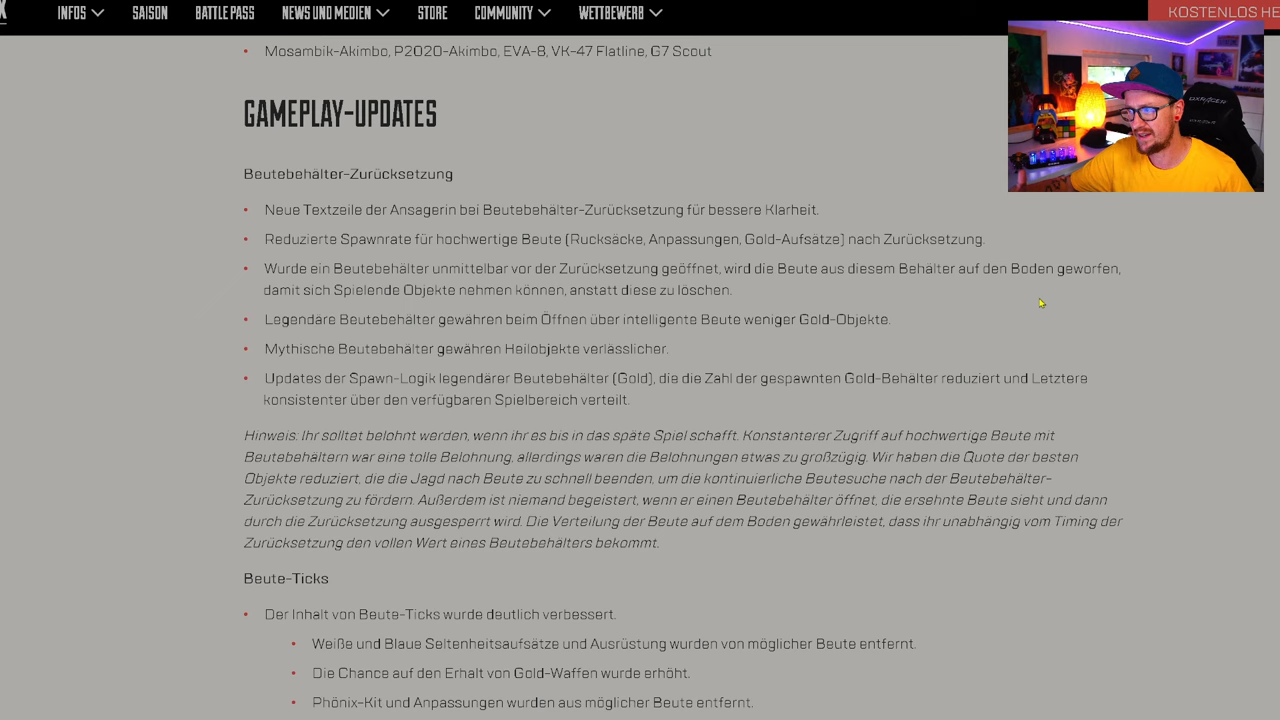 INFOS
SAISON
BATTLE PASS
NEWS UND MEDIEN
STORE
COMMUNITY
WETTBEWERB
KOSTENLOS HE
• Mosambik-Akimbo, P2020-Akimbo, EVA-8, VK-47 Flatline, G7 Scout
GAMEPLAY-UPDATES
Beutebehälter-Zurücksetzung
• Neue Textzeile der Ansagerin bei Beutebehälter-Zurücksetzung für bessere Klarheit.
• Reduzierte Spawnrate für hochwertige Beute (Rucksäcke, Anpassungen, Gold-Aufsätze) nach Zurücksetzung.
• Wurde ein Beutebehälter unmittelbar vor der Zurücksetzung geöffnet, wird die Beute aus diesem Behälter auf den Boden geworfen,
damit sich Spielende Objekte nehmen können, anstatt diese zu löschen.
• Legendäre Beutebehälter gewähren beim Öffnen über intelligente Beute weniger Gold-Objekte.
• Mythische Beutebehälter gewähren Heilobjekte verlässlicher.
• Updates der Spawn-Logik legendärer Beutebehälter (Gold), die die Zahl der gespawnten Gold-Behälter reduziert und Letztere
konsistenter über den verfügbaren Spielbereich verteilt.
Hinweis: Ihr solltet belohnt werden, wenn ihr es bis in das späte Spiel schafft. Konstanterer Zugriff auf hochwertige Beute mit
Beutebehältern war eine tolle Belohnung, allerdings waren die Belohnungen etwas zu großzügig. Wir haben die Quote der besten
Objekte reduziert, die die Jagd nach Beute zu schnell beenden, um die kontinuierliche Beutesuche nach der Beutebehälter-
Zurücksetzung zu fördern. Außerdem ist niemand begeistert, wenn er einen Beutebehälter öffnet, die ersehnte Beute sieht und dann
durch die Zurücksetzung ausgesperrt wird. Die Verteilung der Beute auf dem Boden gewährleistet, dass ihr unabhängig vom Timing der
Zurücksetzung den vollen Wert eines Beutebehälters bekommt.
Beute-Ticks
• Der Inhalt von Beute-Ticks wurde deutlich verbessert.
• Weiße und Blaue Seltenheitsaufsätze und Ausrüstung wurden von möglicher Beute entfernt.
• Die Chance auf den Erhalt von Gold-Waffen wurde erhöht.
• Phönix-Kit und Anpassungen wurden aus möglicher Beute entfernt.